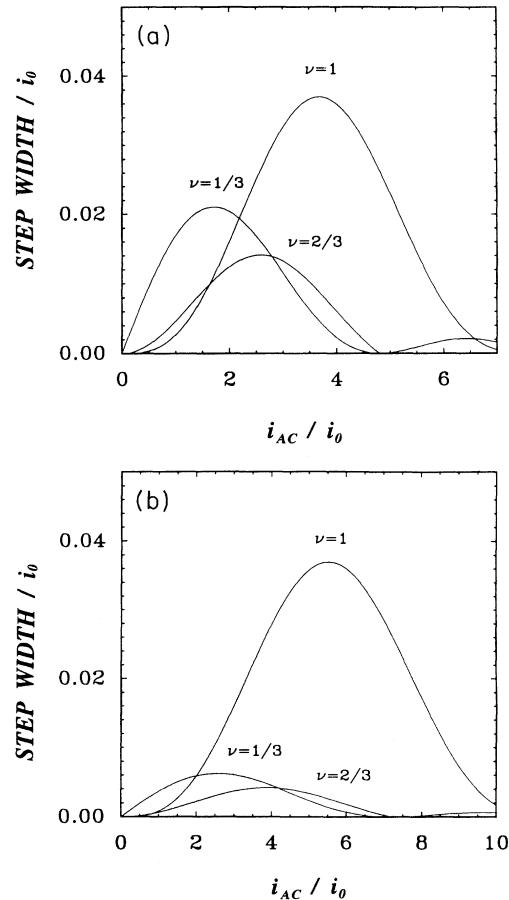 (a)
STEP WIDTH / i₀
0.04
0.02
0.00
ν=1
ν=1/3
ν=2/3
0 2 4 6
i_AC / i₀
(b)
STEP WIDTH / i₀
0.04
0.02
0.00
ν=1
ν=1/3
ν=2/3
0 2 4 6 8 10
i_AC / i₀